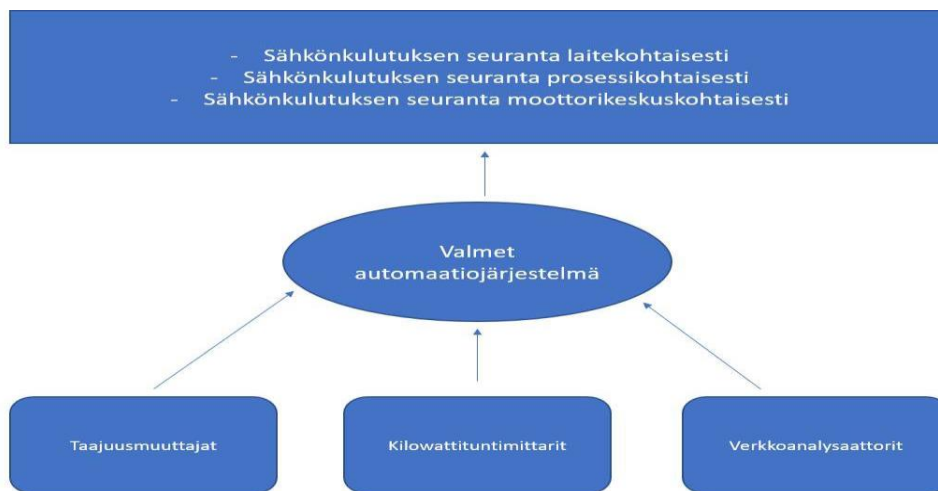 - Sähkönkulutuksen seuranta laitekohtaisesti
- Sähkönkulutuksen seuranta prosessikohtaisesti
- Sähkönkulutuksen seuranta moottorikeskuskohtaisesti
Valmet
automaatiojärjestelmä
Taajuusmuuttajat
Kilowattituntimittarit
Verkkoanalysaattorit